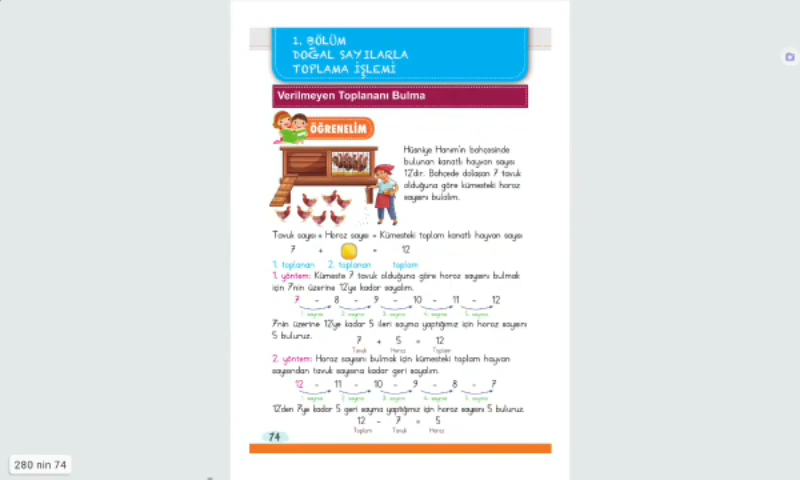 1. BÖLÜM
DOĞAL SAYILARLA
TOPLAMA İŞLEMİ
Verilmeyen Toplananı Bulma
ÖĞRENELİM
Hüsniye Hanım'ın bahçesinde
bulunan kanatlı hayvan sayısı
12'dir. Bahçede dolaşan 7 tavuk
olduğuna göre kümesteki horoz
sayısını bulalım.
Tavuk sayısı + Horoz sayısı = Kümesteki toplam kanatlı hayvan sayısı
7 + = 12
1. toplanan 2. toplanan toplam
1. yöntem: Kümeste 7 tavuk olduğuna göre horoz sayısını bulmak
için 7'nin üzerine 12'ye kadar sayalım.
7 - 8 - 9 - 10 - 11 - 12
1. sayma 2. sayma 3. sayma 4. sayma 5. sayma
7'nin üzerine 12'ye kadar 5 ileri sayma yaptığımız için horoz sayısını
5 buluruz.
7 + 5 = 12
Tavuk Horoz Toplam
2. yöntem: Horoz sayısını bulmak için kümesteki toplam hayvan
sayısından tavuk sayısına kadar geri sayalım.
12 - 11 - 10 - 9 - 8 - 7
1. sayma 2. sayma 3. sayma 4. sayma 5. sayma
12'den 7'ye kadar 5 geri sayma yaptığımız için horoz sayısını 5 buluruz.
12 - 7 = 5
Toplam Tavuk Horoz
74
280 nin 74